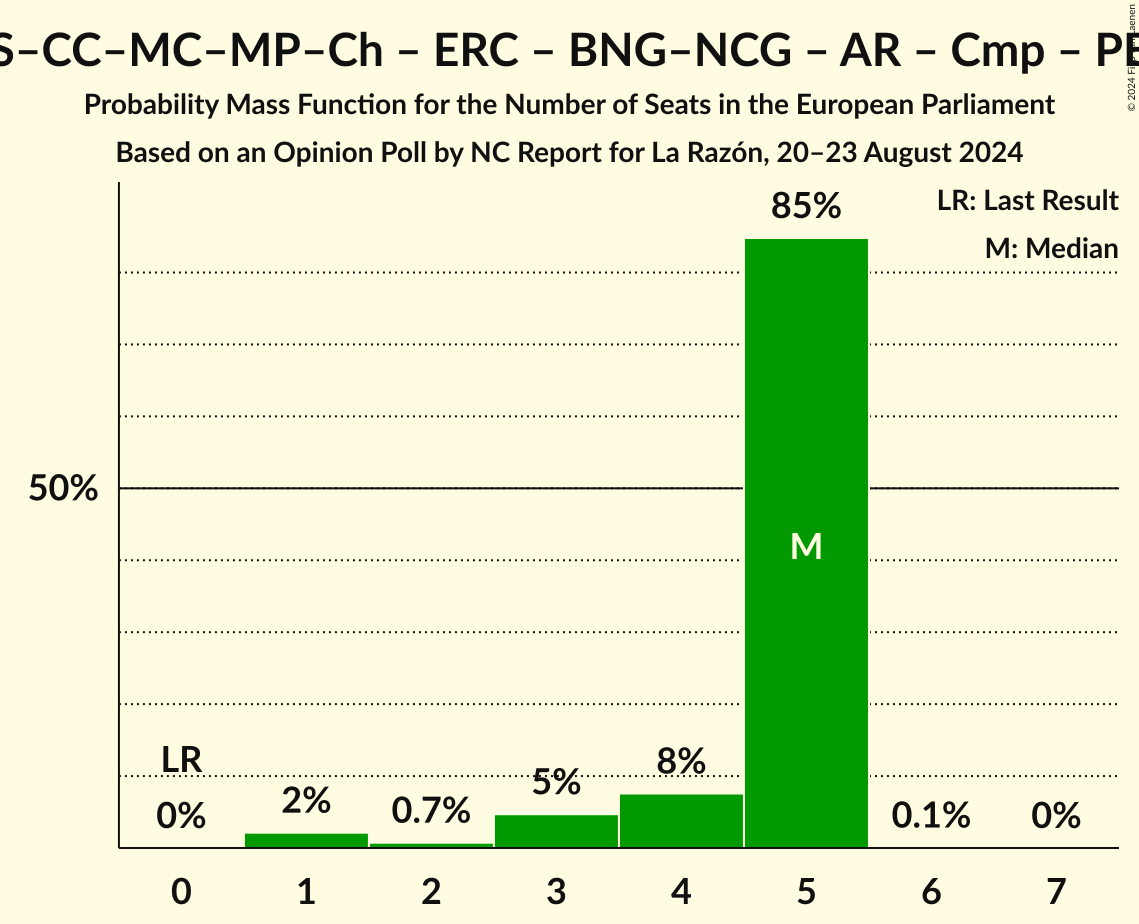 S–CC–MC–MP–Ch – ERC – BNG–NCG – AR – Cmp – PE
Probability Mass Function for the Number of Seats in the European Parliament
Based on an Opinion Poll by NC Report for La Razón, 20–23 August 2024
© 2024
LR: Last Result
M: Median
85%
50%
M
LR
0%
2%
0.7%
5%
8%
0.1%
0%
0 1 2 3 4 5 6 7